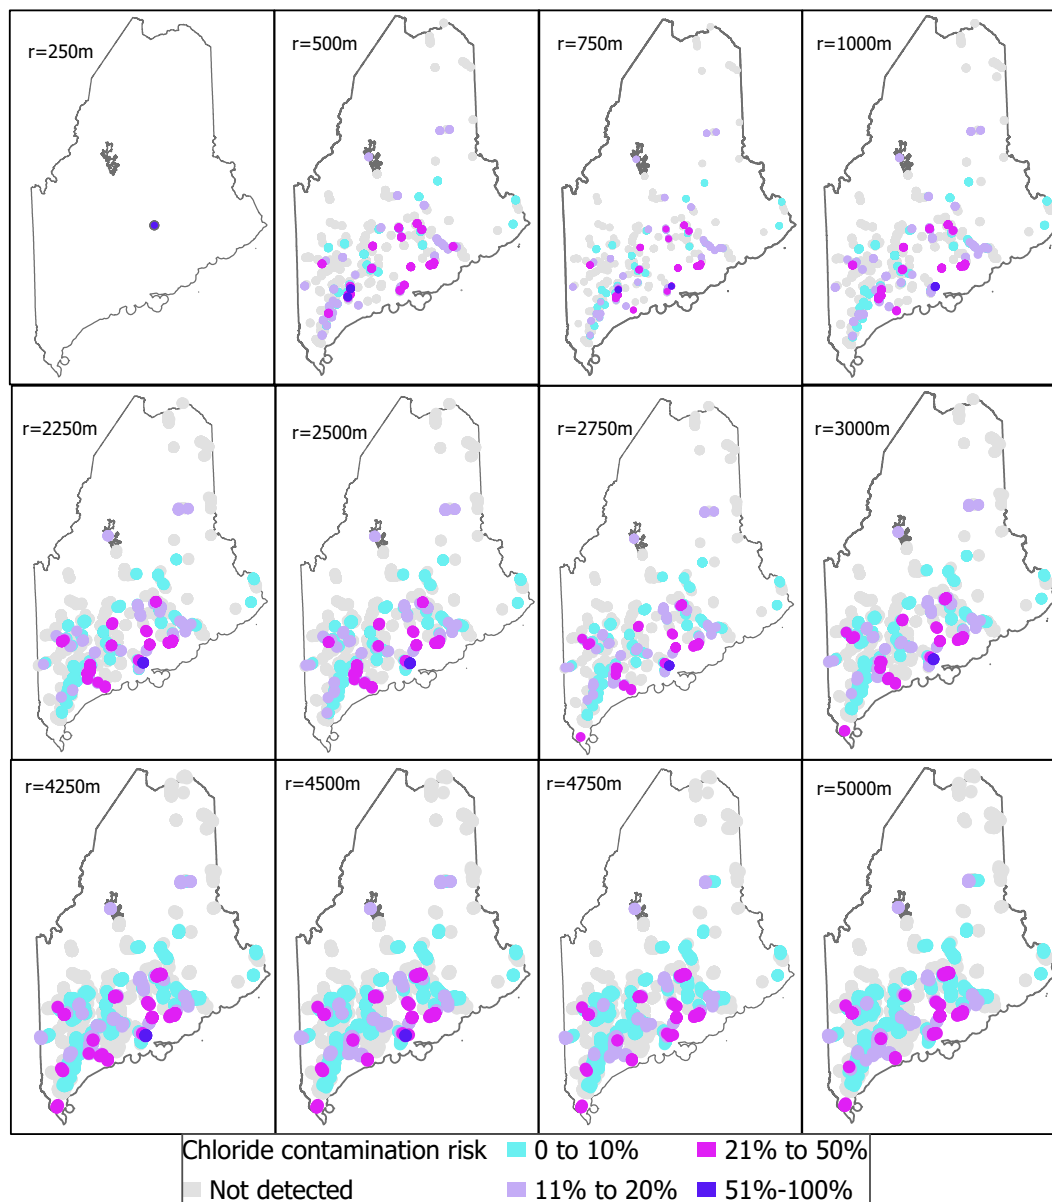 r=250m
r=500m
r=750m
r=1000m
r=2250m
r=2500m
r=2750m
r=3000m
r=4250m
r=4500m
r=4750m
r=5000m
Chloride contamination risk 0 to 10% 21% to 50%
Not detected 11% to 20% 51%-100%